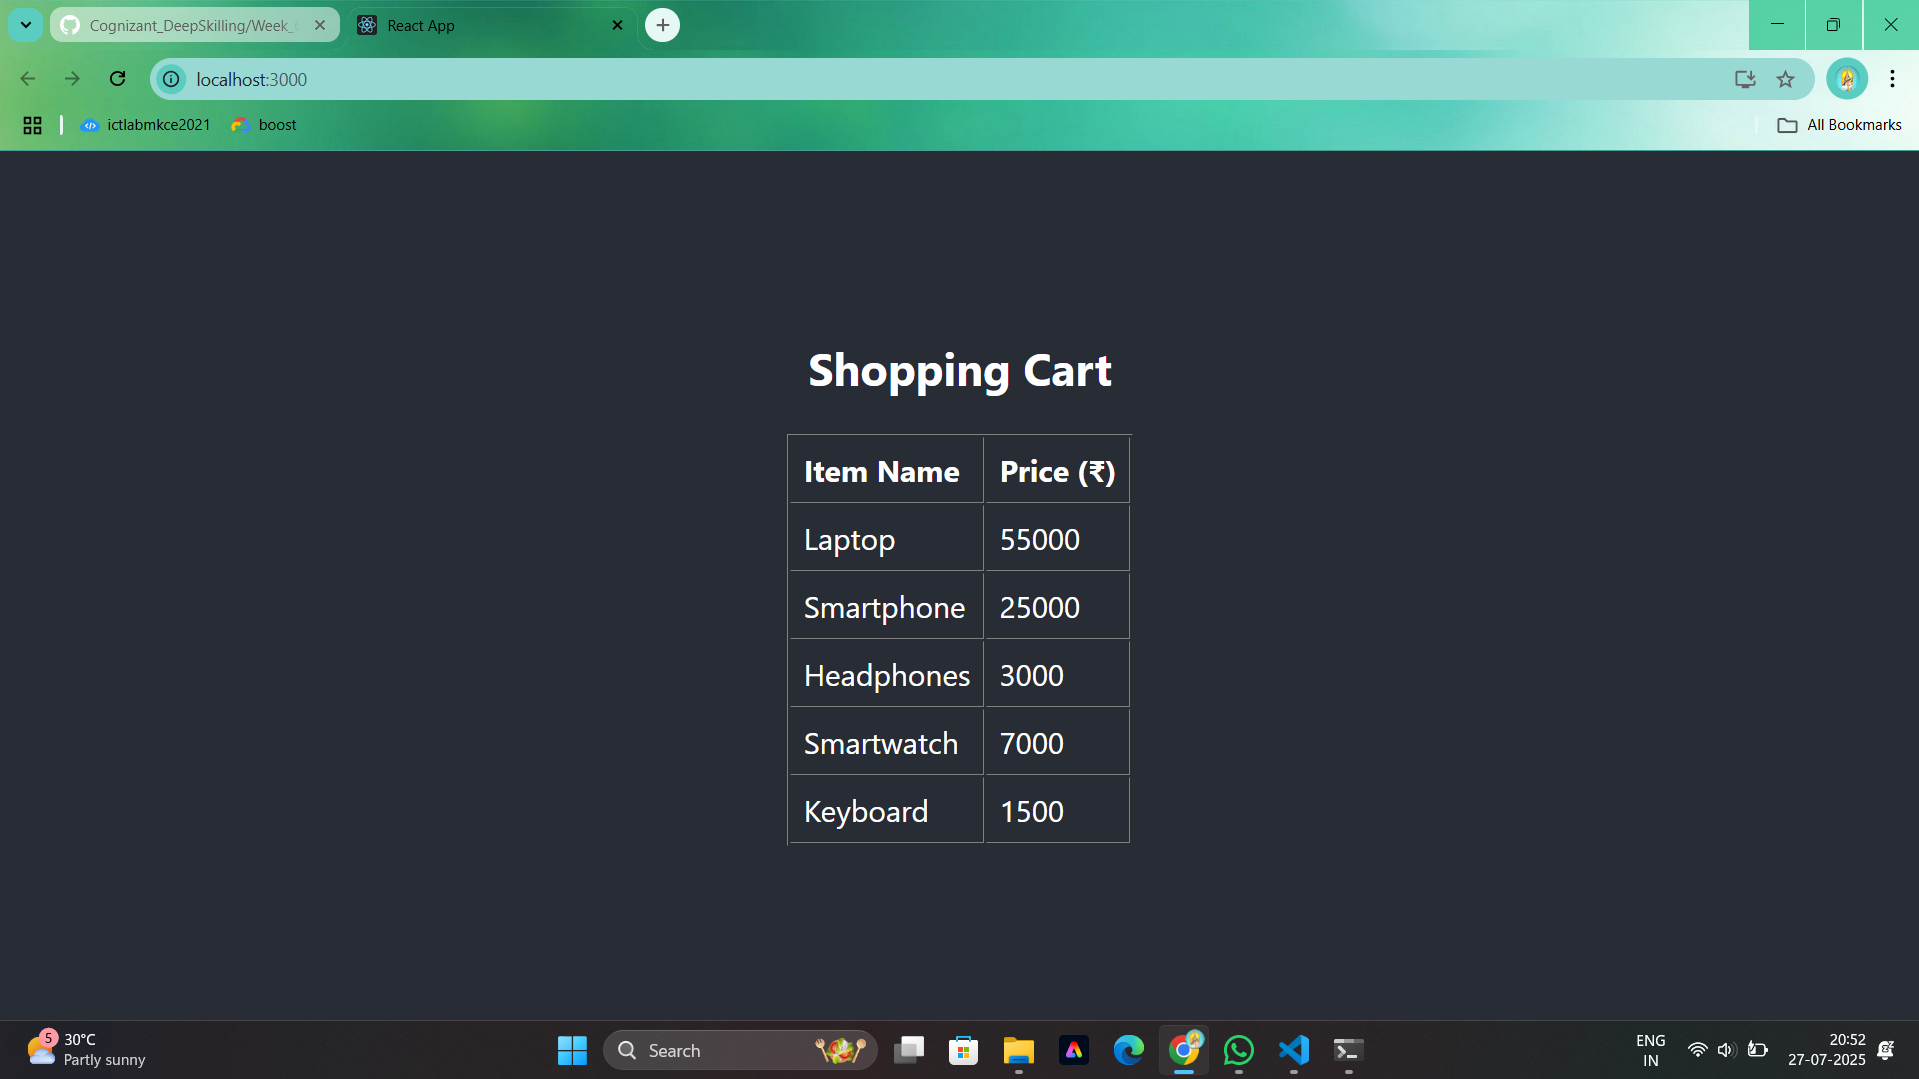 Cognizant_DeepSkilling/Week_
React App
localhost:3000
ictlabmkce2021
boost
All Bookmarks
Shopping Cart
Item Name Price (₹)
Laptop 55000
Smartphone 25000
Headphones 3000
Smartwatch 7000
Keyboard 1500
5
30°C
Partly sunny
Search
ENG
IN
20:52
27-07-2025